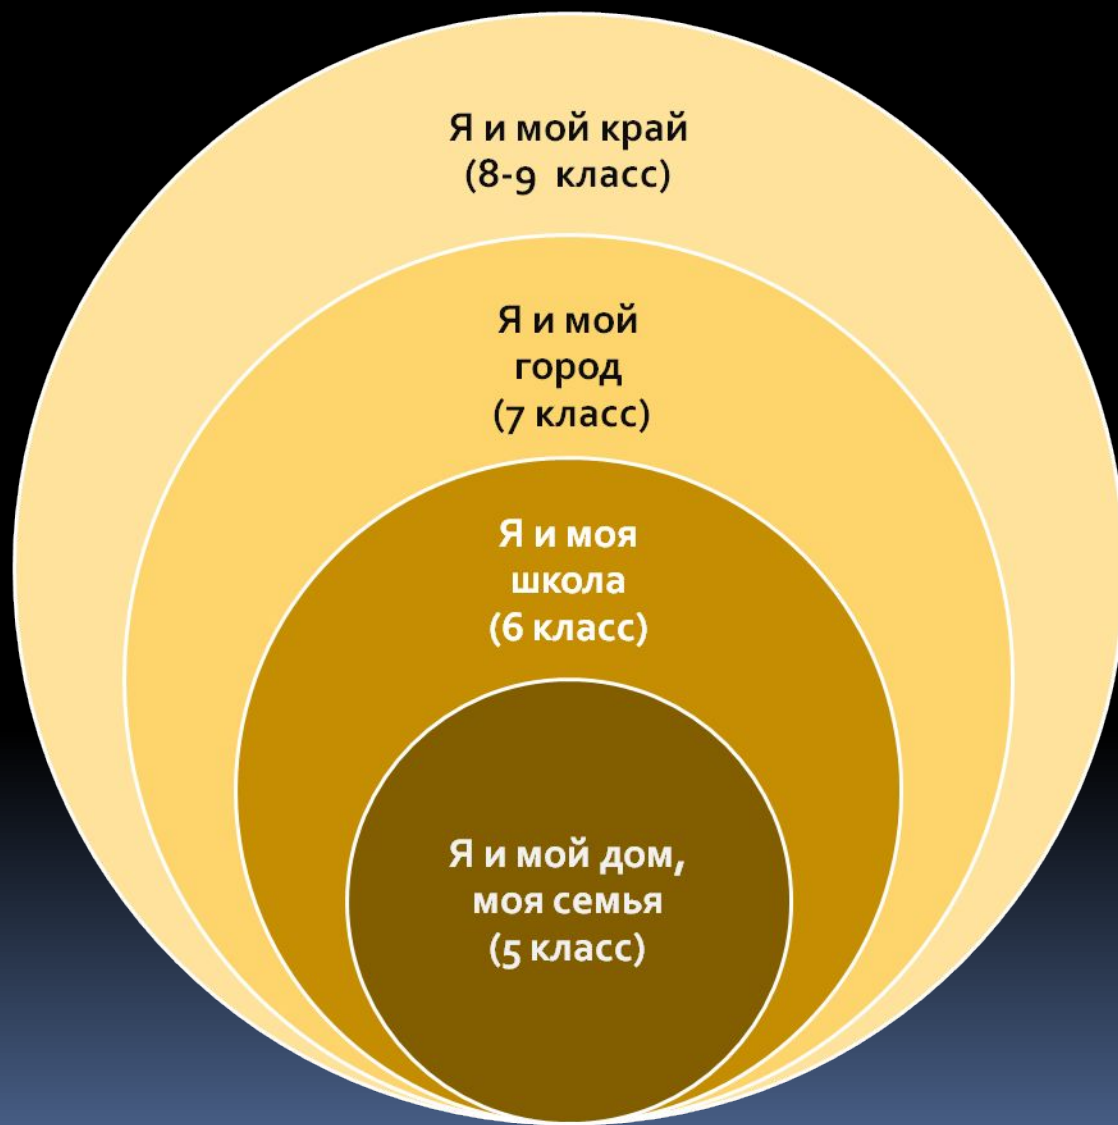 Я и мой край
(8-9 класс)
Я и мой
город
(7 класс)
Я и моя
школа
(6 класс)
Я и мой дом,
моя семья
(5 класс)